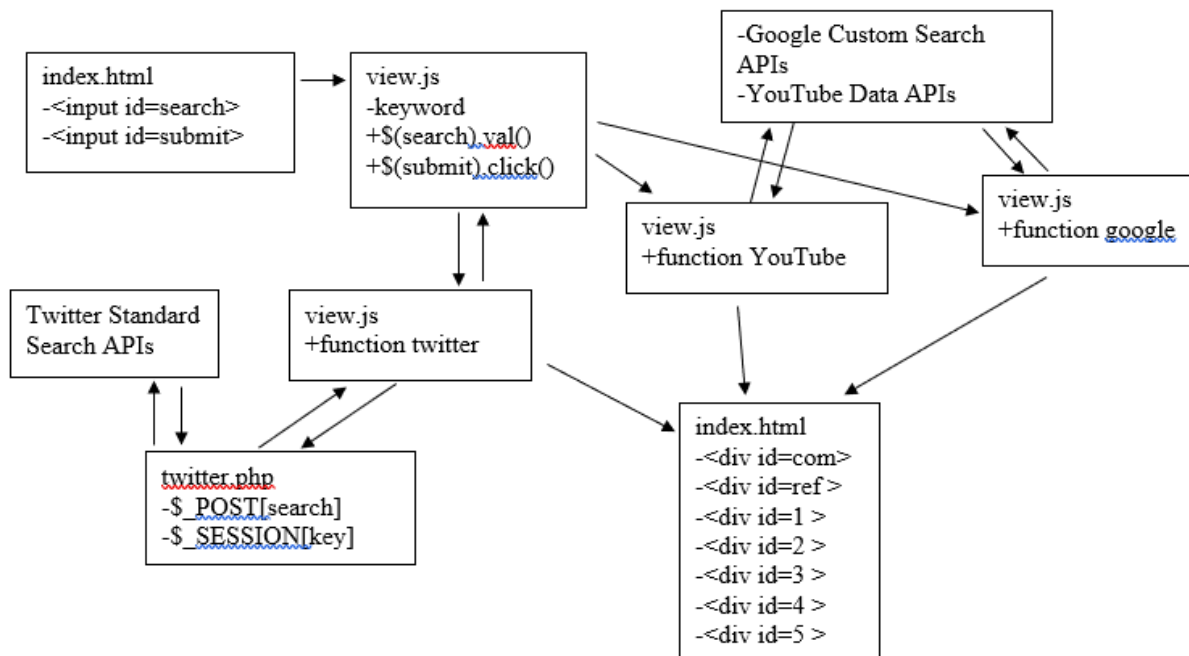 index.html
-<input id=search>
-<input id=submit>
view.js
-keyword
+$(search).val()
+$(submit).click()
-Google Custom Search
APIs
-YouTube Data APIs
view.js
+function YouTube
view.js
+function google
Twitter Standard
Search APIs
view.js
+function twitter
twitter.php
-$_POST[search]
-$_SESSION[key]
index.html
-<div id=com>
-<div id=ref >
-<div id=1 >
-<div id=2 >
-<div id=3 >
-<div id=4 >
-<div id=5 >